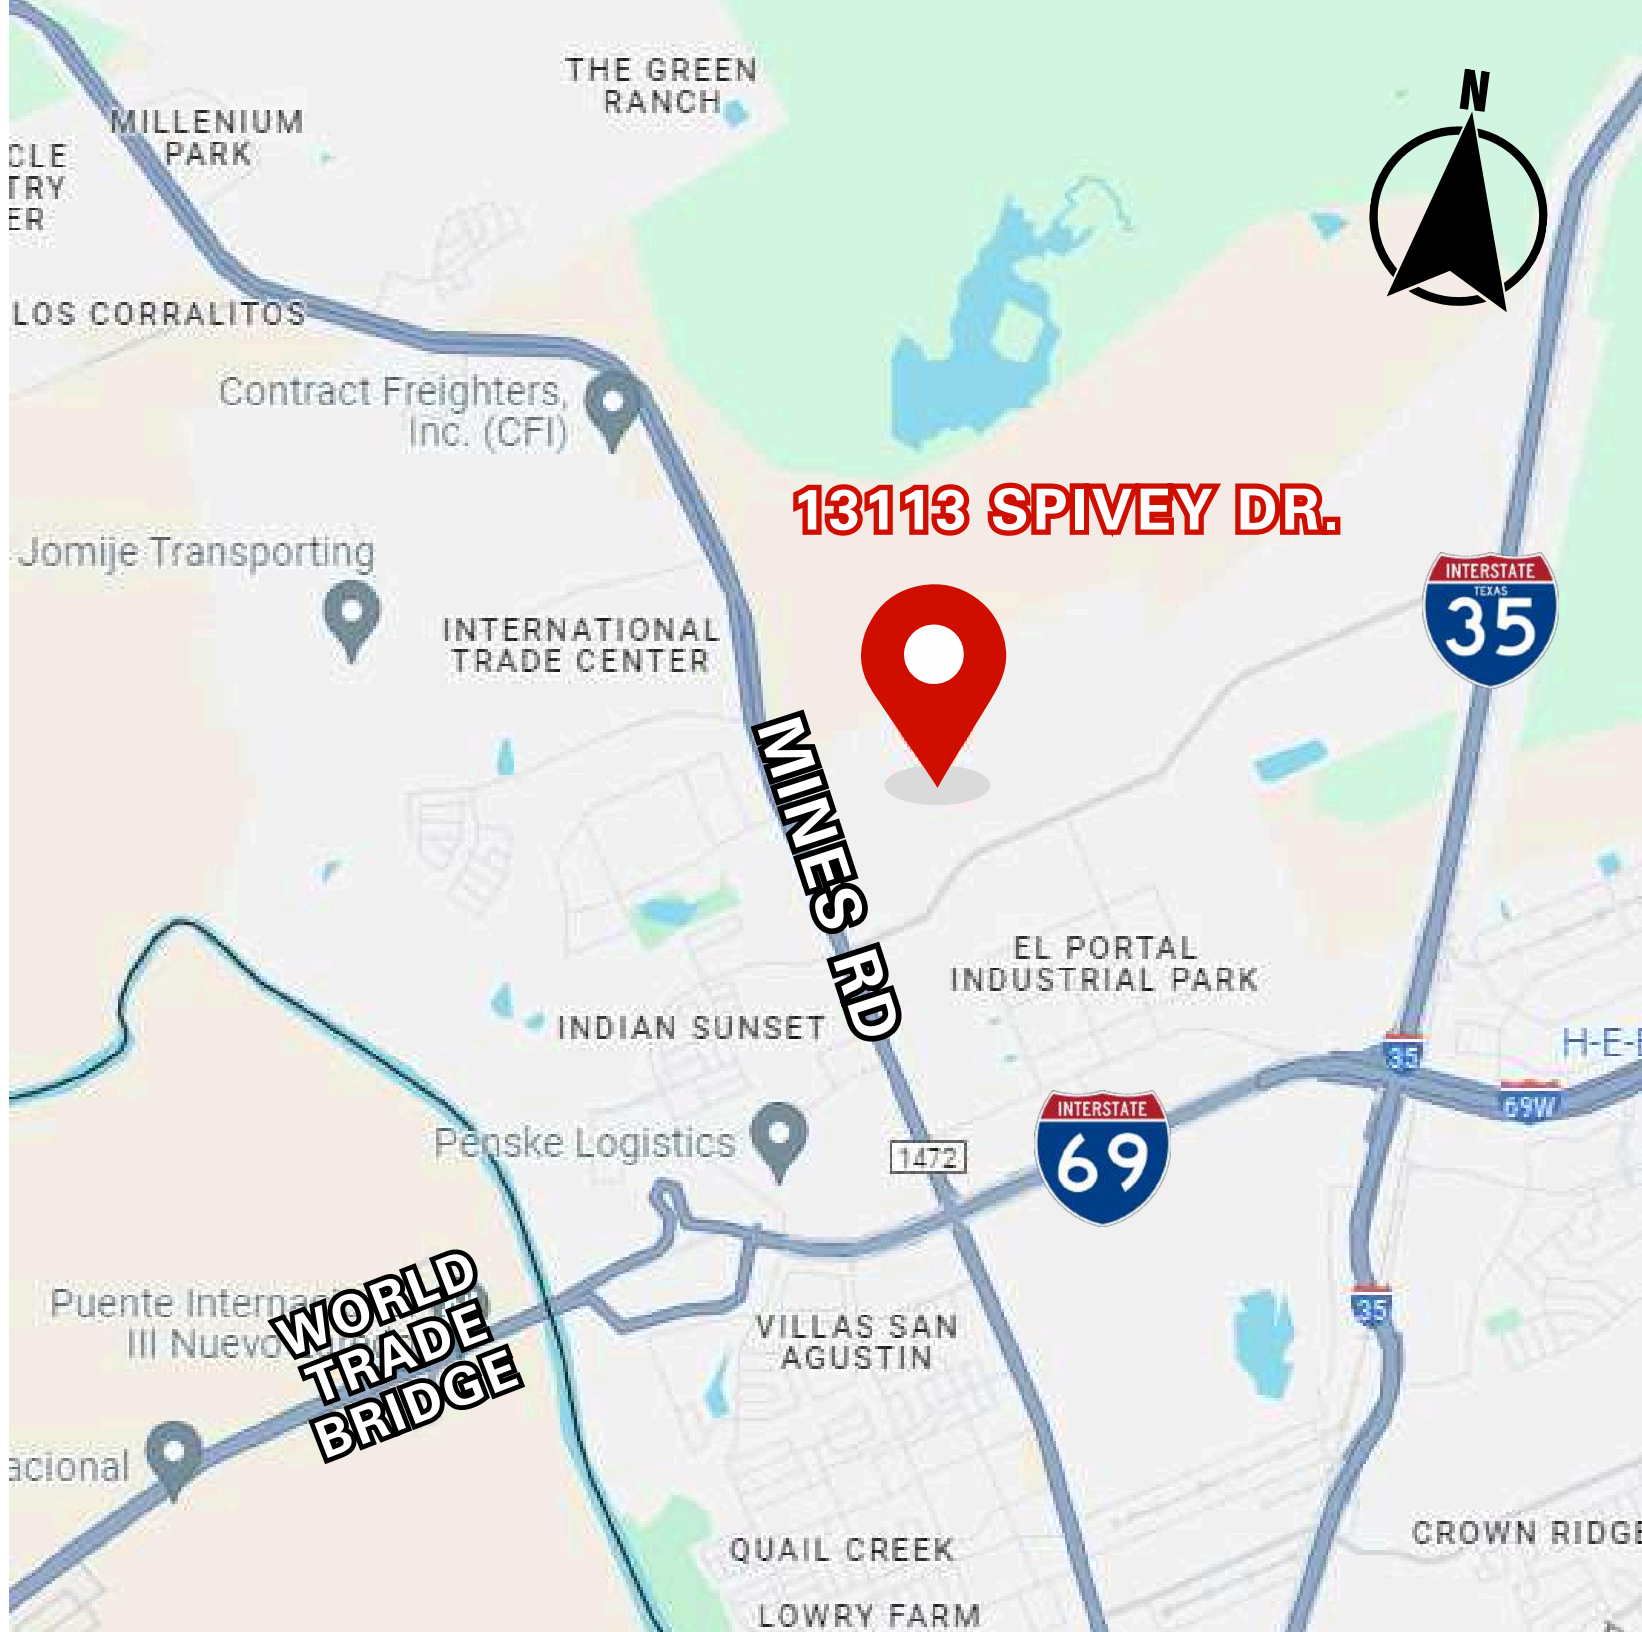 THE GREEN
RANCH
N
MILLENIUM
PARK
CLE
TRY
ER
LOS CORRALITOS
Contract Freighters,
Inc. (CFI)
13113 SPIVEY DR.
Jomije Transporting
INTERSTATE
TEXAS
35
INTERNATIONAL
TRADE CENTER
MINES RD
EL PORTAL
INDUSTRIAL PARK
INDIAN SUNSET
H-E-
35
69W
INTERSTATE
69
Penske Logistics
1472
Puente Internac
III Nuevo
WORLD
TRADE
BRIDGE
35
VILLAS SAN
AGUSTIN
acional
CROWN RIDGE
QUAIL CREEK
LOWRY FARM